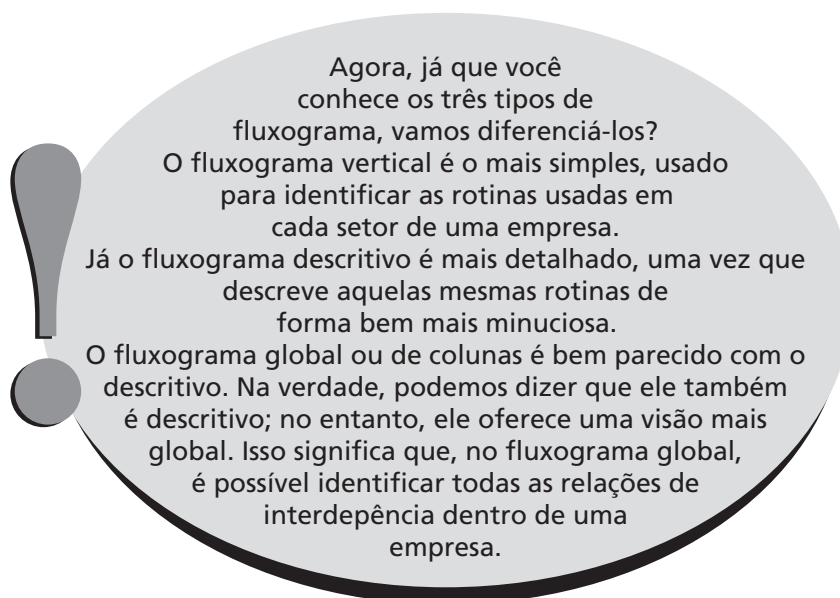 Agora, já que você
conhece os três tipos de
fluxograma, vamos diferenciá-los?
O fluxograma vertical é o mais simples, usado
para identificar as rotinas usadas em
cada setor de uma empresa.
Já o fluxograma descritivo é mais detalhado, uma vez que
descreve aquelas mesmas rotinas de
forma bem mais minuciosa.
O fluxograma global ou de colunas é bem parecido com o
descritivo. Na verdade, podemos dizer que ele também
é descritivo; no entanto, ele oferece uma visão mais
global. Isso significa que, no fluxograma global,
é possível identificar todas as relações de
interdepência dentro de uma
empresa.